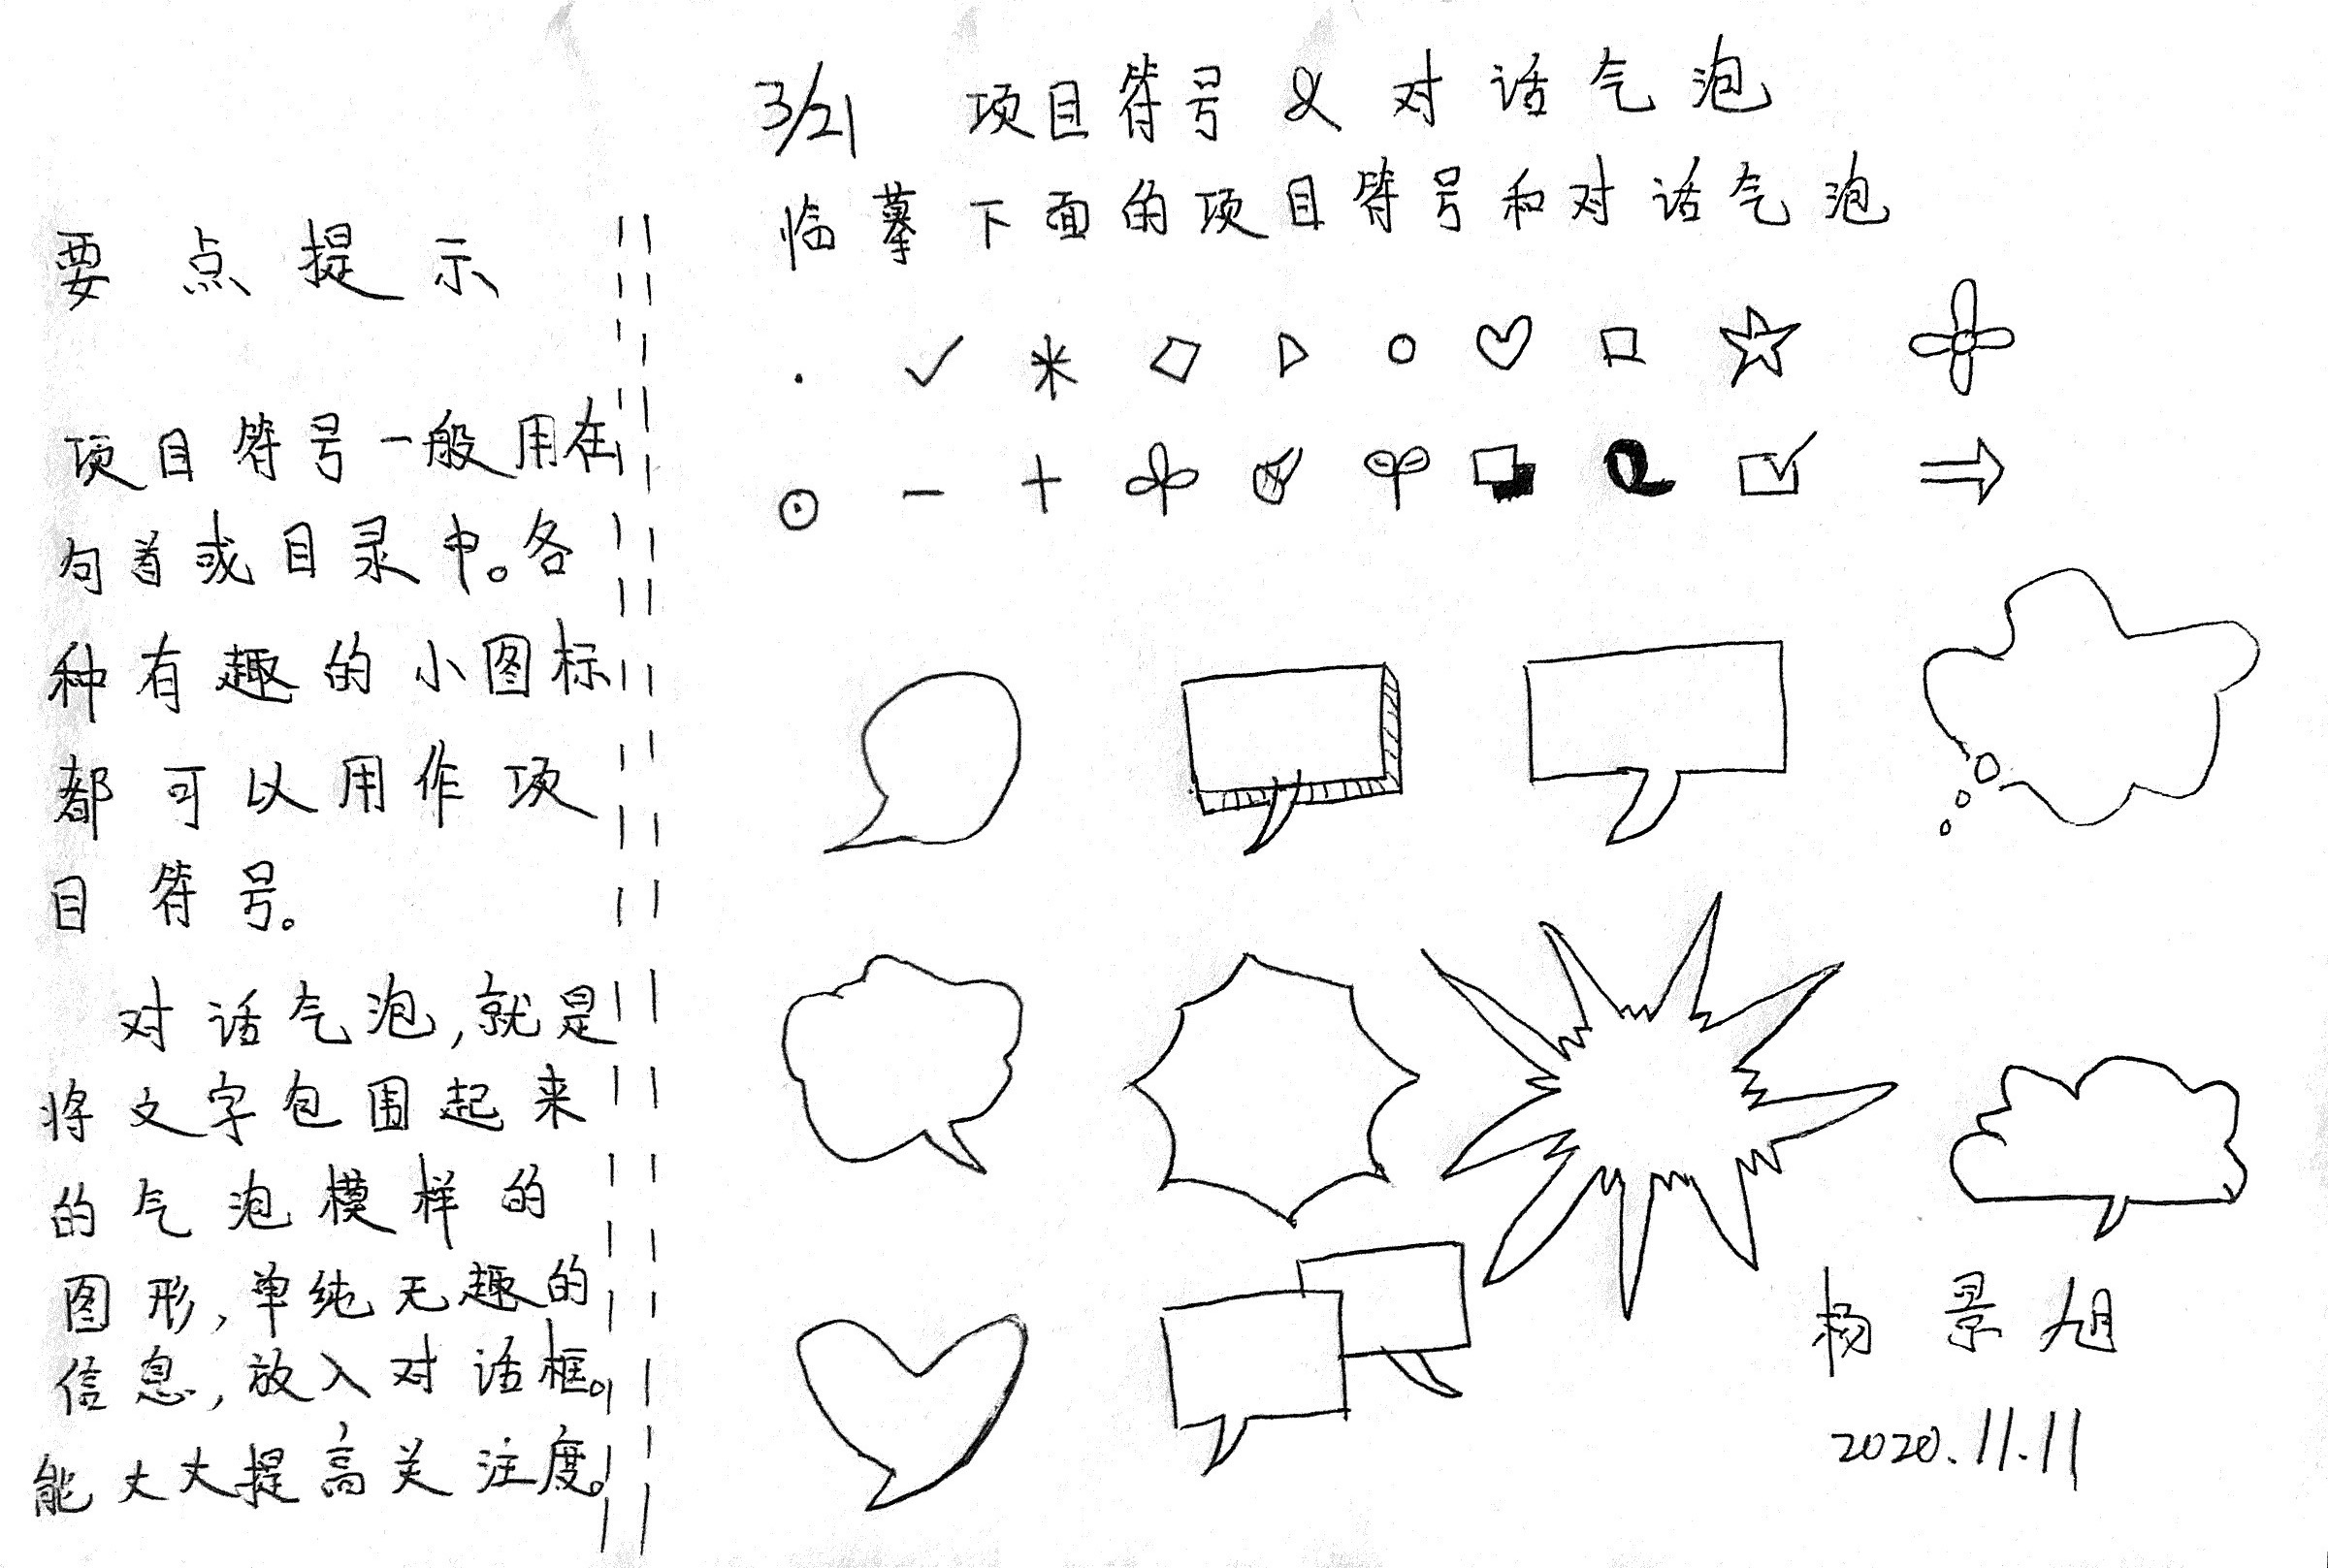 3/21 项目符号 & 对话气泡
临摹下面的项目符号和对话气泡
要点提示
项目符号一般用在
句首或目录中。各
种有趣的小图标
都可以用作项
目符号。
对话气泡,就是
将文字包围起来
的气泡模样的
图形,单纯无趣的
信息,放入对话框。
能大大提高关注度。
杨景旭
2020.11.11